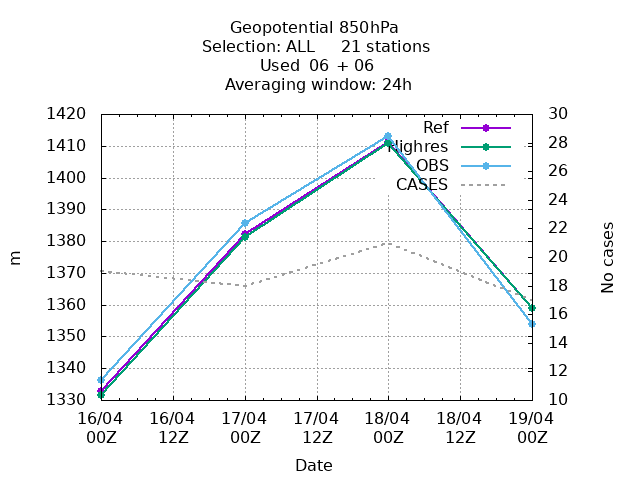 Geopotential 850hPa
Selection: ALL     21 stations
Used  06 + 06
Averaging window: 24h
1420
1410
1400
1390
1380
1370
1360
1350
1340
1330
m
30
28
26
24
22
20
18
16
14
12
10
No cases
Ref
Highres
OBS
CASES
16/04 16/04 17/04 17/04 18/04 18/04 19/04
00Z 12Z 00Z 12Z 00Z 12Z 00Z
Date